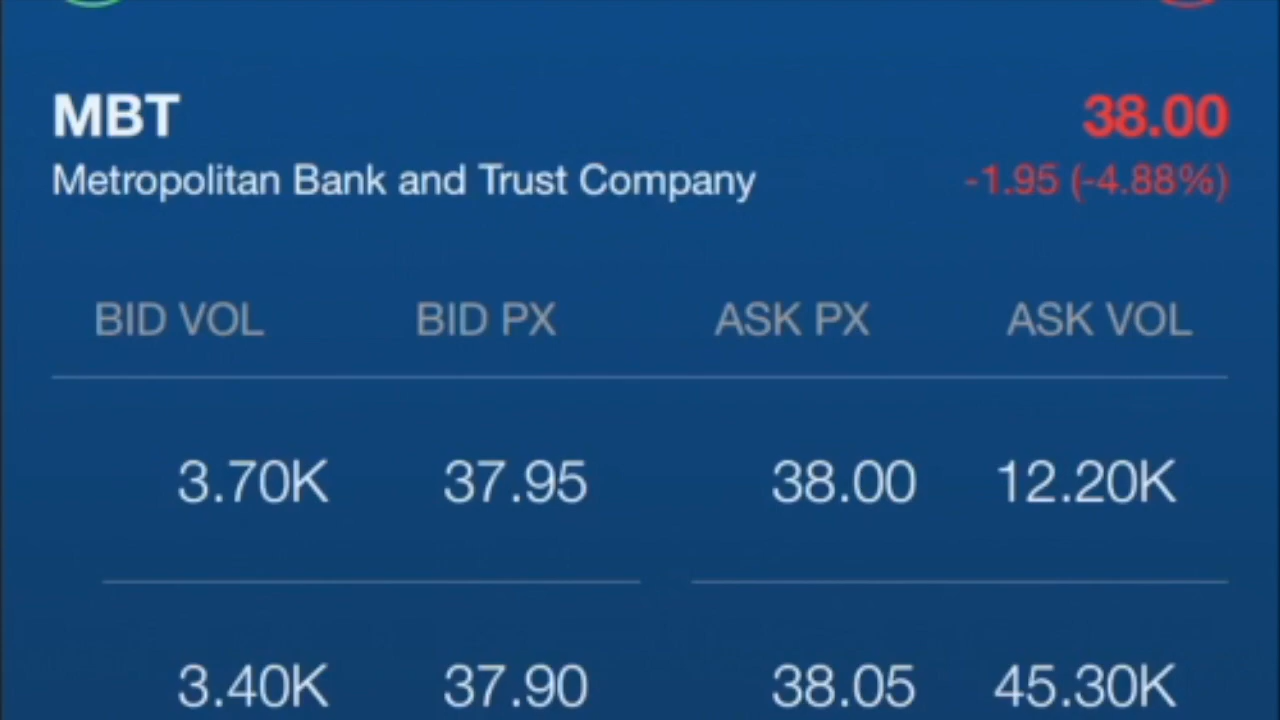 MBT 38.00
Metropolitan Bank and Trust Company -1.95 (-4.88%)
BID VOL BID PX ASK PX ASK VOL
3.70K 37.95 38.00 12.20K
3.40K 37.90 38.05 45.30K